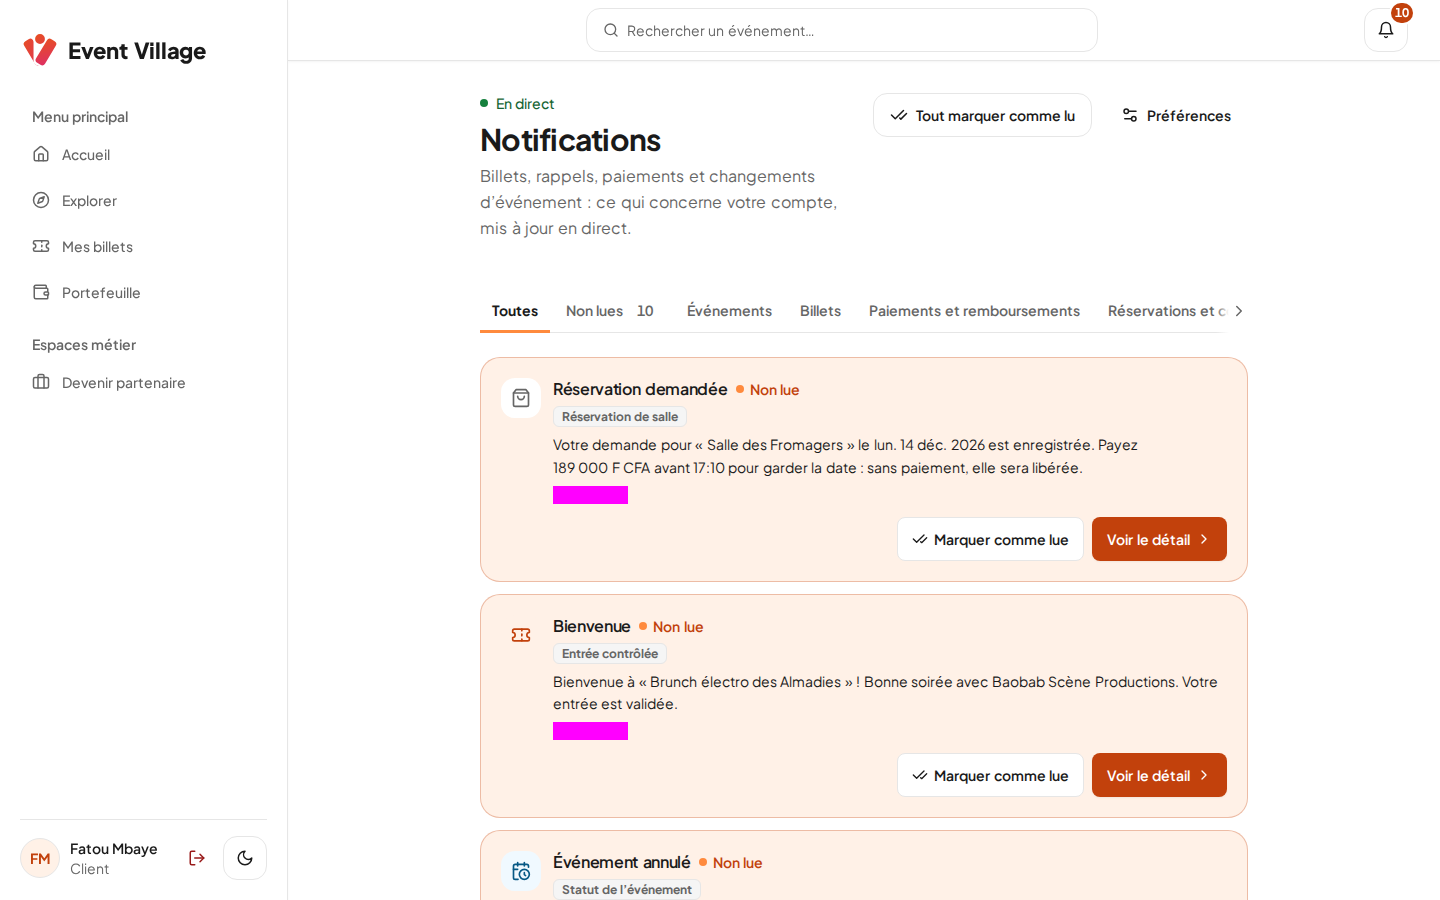 Event Village
Rechercher un événement…
10
Menu principal
Accueil
Explorer
Mes billets
Portefeuille
Espaces métier
Devenir partenaire
FM
Fatou Mbaye
Client
En direct
Notifications
Billets, rappels, paiements et changements
d’événement : ce qui concerne votre compte,
mis à jour en direct.
Tout marquer comme lu
Préférences
Toutes
Non lues 10
Événements
Billets
Paiements et remboursements
Réservations et
Réservation demandée
Non lue
Réservation de salle
Votre demande pour « Salle des Fromagers » le lun. 14 déc. 2026 est enregistrée. Payez
189 000 F CFA avant 17:10 pour garder la date : sans paiement, elle sera libérée.
Marquer comme lue
Voir le détail
Bienvenue
Non lue
Entrée contrôlée
Bienvenue à « Brunch électro des Almadies » ! Bonne soirée avec Baobab Scène Productions. Votre
entrée est validée.
Marquer comme lue
Voir le détail
Événement annulé
Non lue
Statut de l’événement